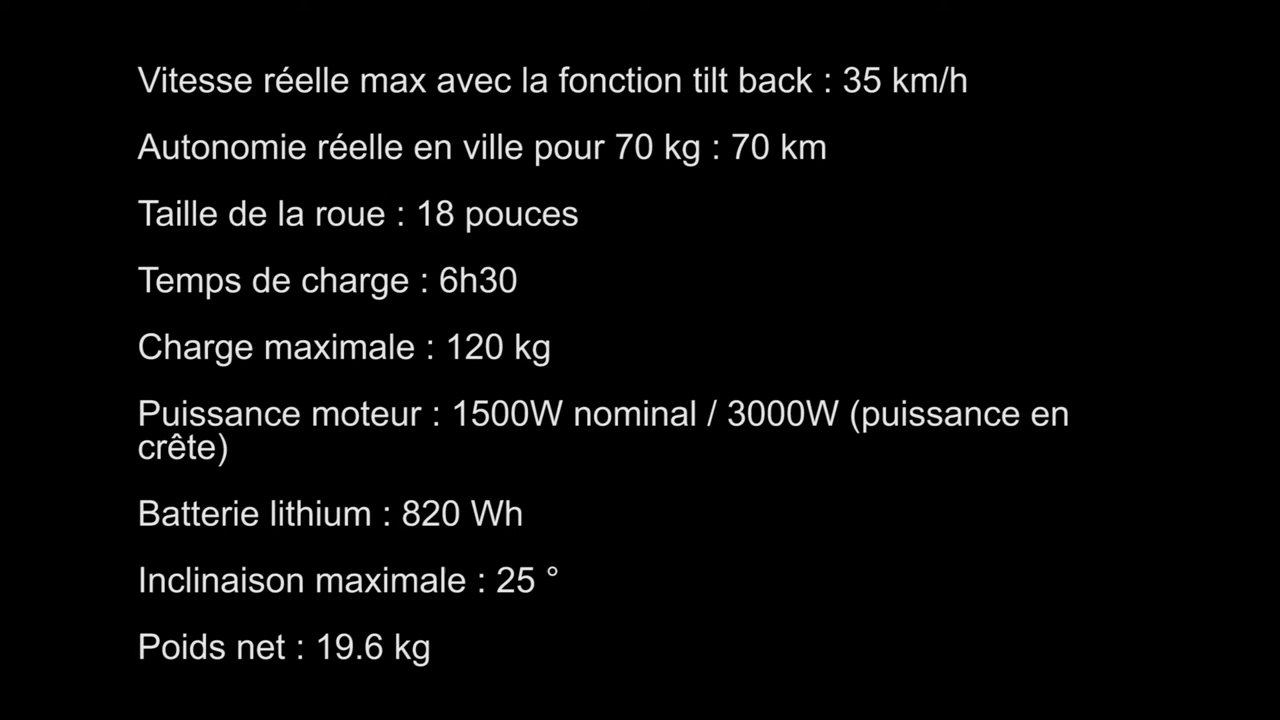 Vitesse réelle max avec la fonction tilt back : 35 km/h
Autonomie réelle en ville pour 70 kg : 70 km
Taille de la roue : 18 pouces
Temps de charge : 6h30
Charge maximale : 120 kg
Puissance moteur : 1500W nominal / 3000W (puissance en
crête)
Batterie lithium : 820 Wh
Inclinaison maximale : 25 °
Poids net : 19.6 kg